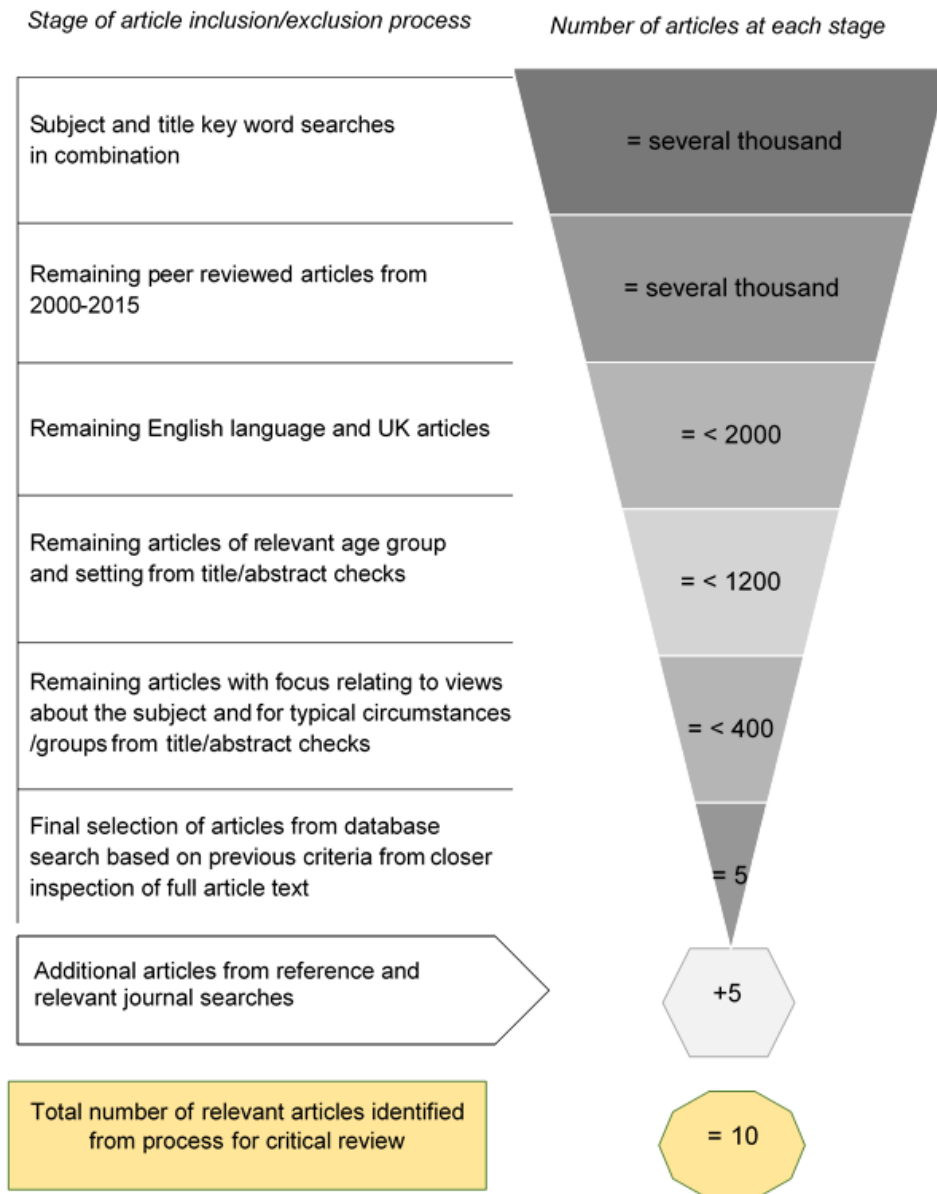 Stage of article inclusion/exclusion process
Number of articles at each stage
Subject and title key word searches
in combination
= several thousand
Remaining peer reviewed articles from
2000-2015
= several thousand
Remaining English language and UK articles
= < 2000
Remaining articles of relevant age group
and setting from title/abstract checks
= < 1200
Remaining articles with focus relating to views
about the subject and for typical circumstances
/groups from title/abstract checks
= < 400
Final selection of articles from database
search based on previous criteria from closer
inspection of full article text
= 5
Additional articles from reference and
relevant journal searches
+5
Total number of relevant articles identified
from process for critical review
= 10